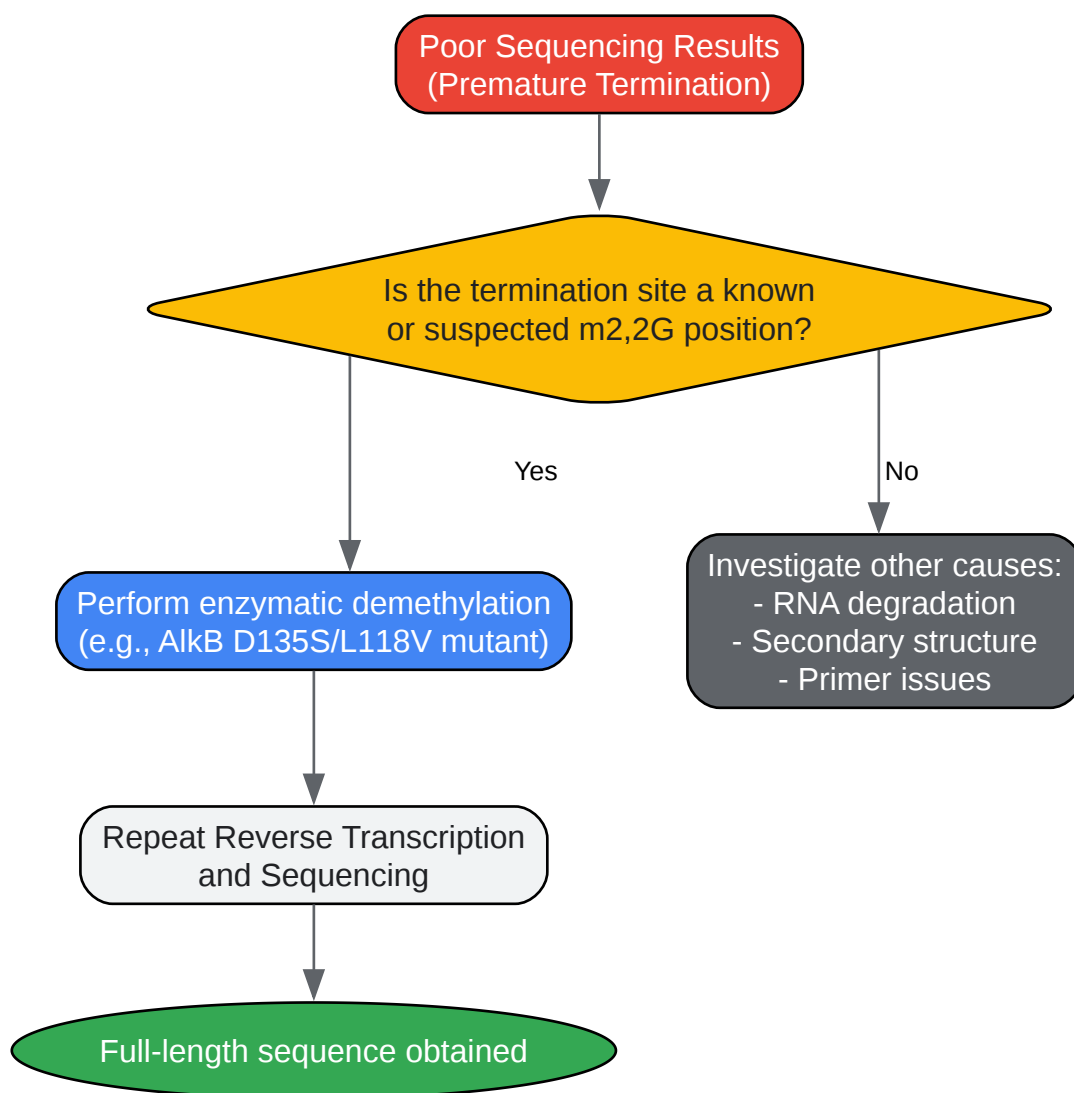 Poor Sequencing Results
(Premature Termination)
Is the termination site a known
or suspected m2,2G position?
Yes
No
Perform enzymatic demethylation
(e.g., AlkB D135S/L118V mutant)
Investigate other causes:
- RNA degradation
- Secondary structure
- Primer issues
Repeat Reverse Transcription
and Sequencing
Full-length sequence obtained